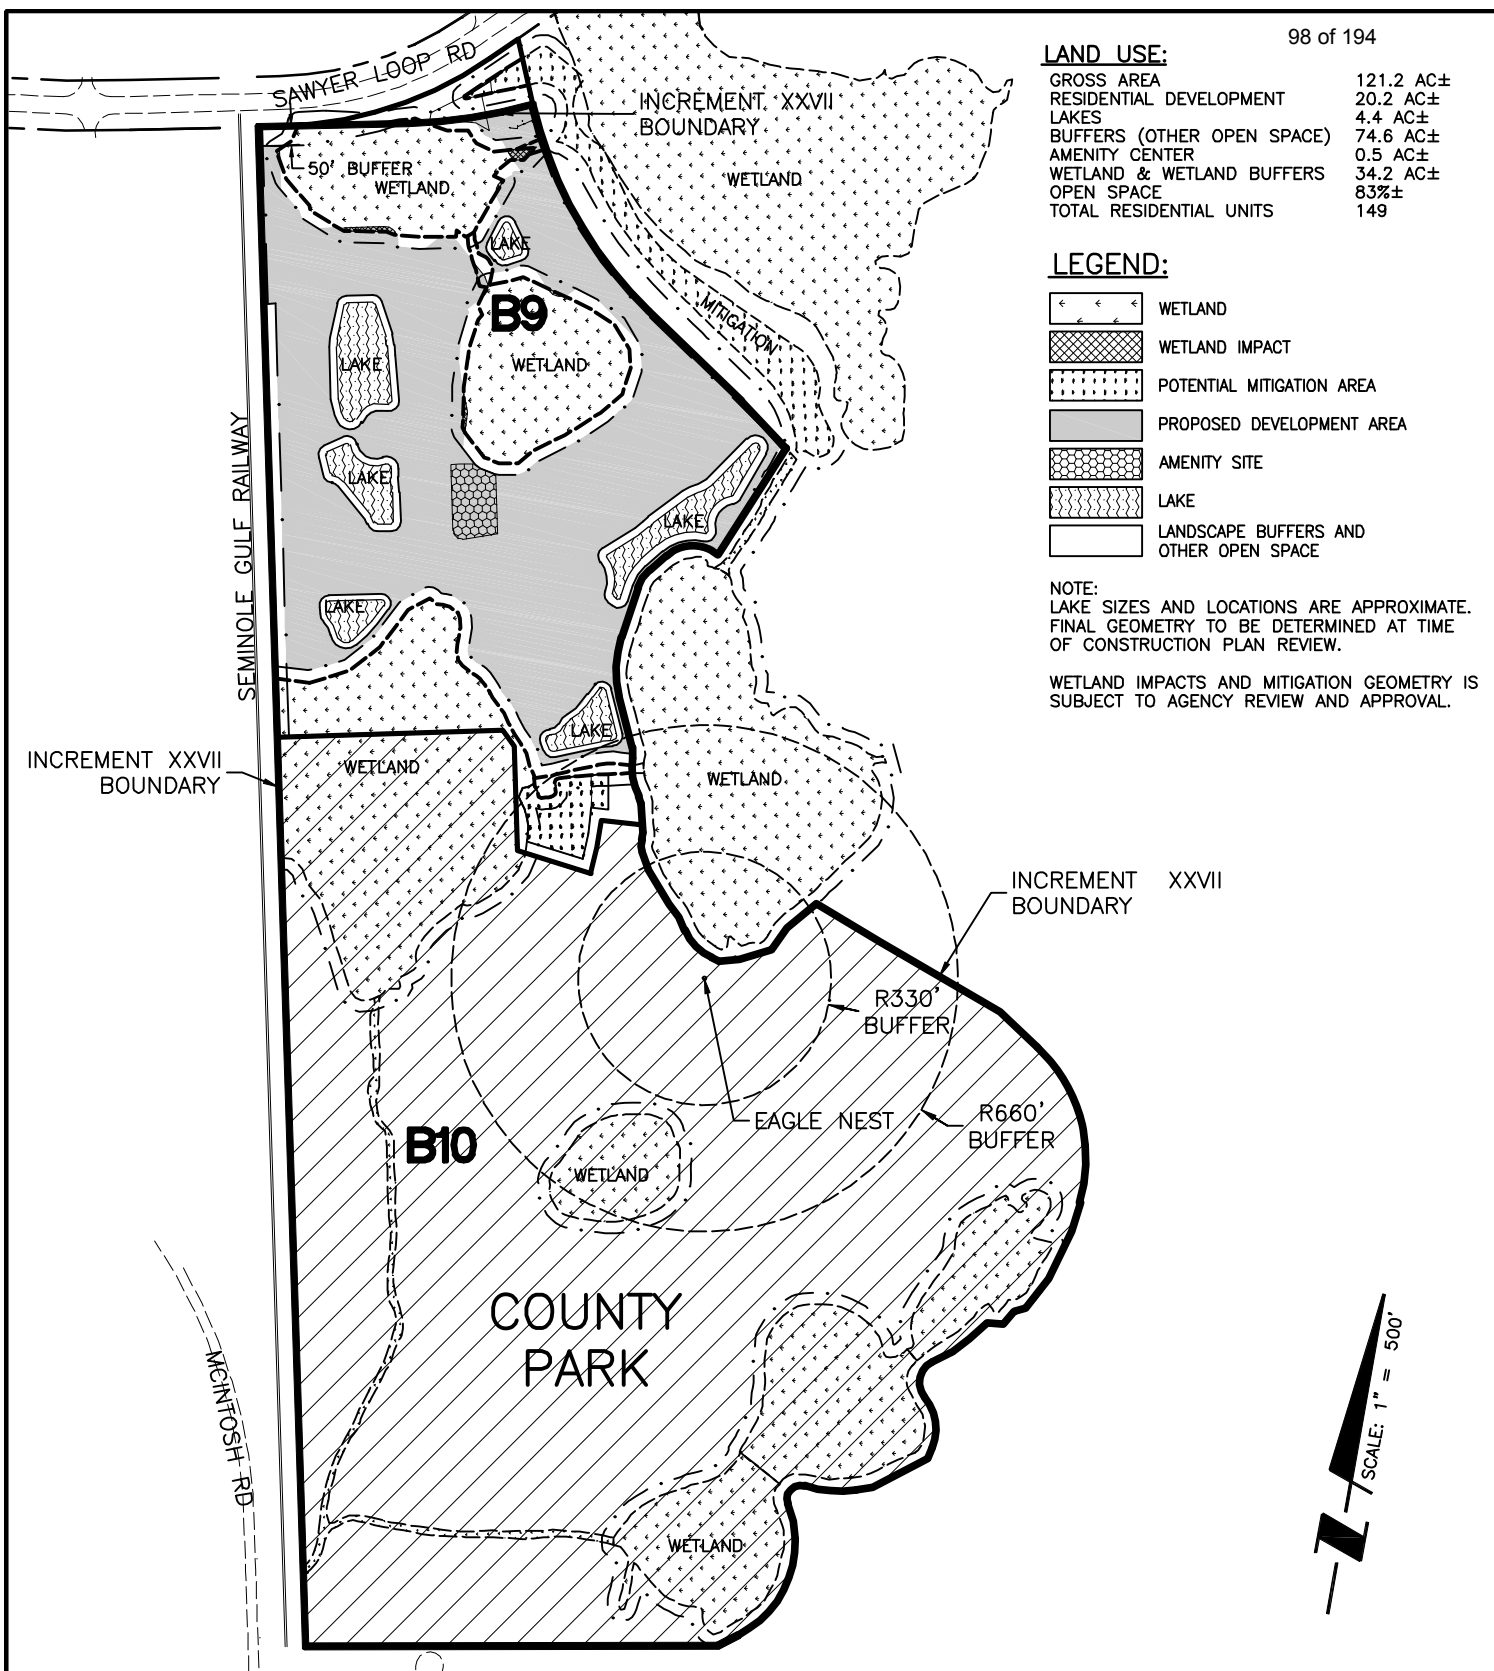 98 of 194
LAND USE:
GROSS AREA 121.2 AC±
RESIDENTIAL DEVELOPMENT 20.2 AC±
LAKES 4.4 AC±
BUFFERS (OTHER OPEN SPACE) 74.6 AC±
AMENITY CENTER 0.5 AC±
WETLAND & WETLAND BUFFERS 34.2 AC±
OPEN SPACE 83%±
TOTAL RESIDENTIAL UNITS 149
LEGEND:
WETLAND
WETLAND IMPACT
POTENTIAL MITIGATION AREA
PROPOSED DEVELOPMENT AREA
AMENITY SITE
LAKE
LANDSCAPE BUFFERS AND
OTHER OPEN SPACE
NOTE:
LAKE SIZES AND LOCATIONS ARE APPROXIMATE.
FINAL GEOMETRY TO BE DETERMINED AT TIME
OF CONSTRUCTION PLAN REVIEW.
WETLAND IMPACTS AND MITIGATION GEOMETRY IS
SUBJECT TO AGENCY REVIEW AND APPROVAL.
SAWYER LOOP RD
INCREMENT XXVII
BOUNDARY
50' BUFFER
WETLAND
WETLAND
LAKE
B9
MITIGATION
LAKE
WETLAND
SEMINOLE GULF RAILWAY
LAKE
LAKE
LAKE
LAKE
INCREMENT XXVII
BOUNDARY
WETLAND
WETLAND
INCREMENT XXVII
BOUNDARY
R330'
BUFFER
EAGLE NEST
R660'
BUFFER
B10
WETLAND
COUNTY
PARK
MCINTOSH RD
WETLAND
SCALE: 1" = 500'
N